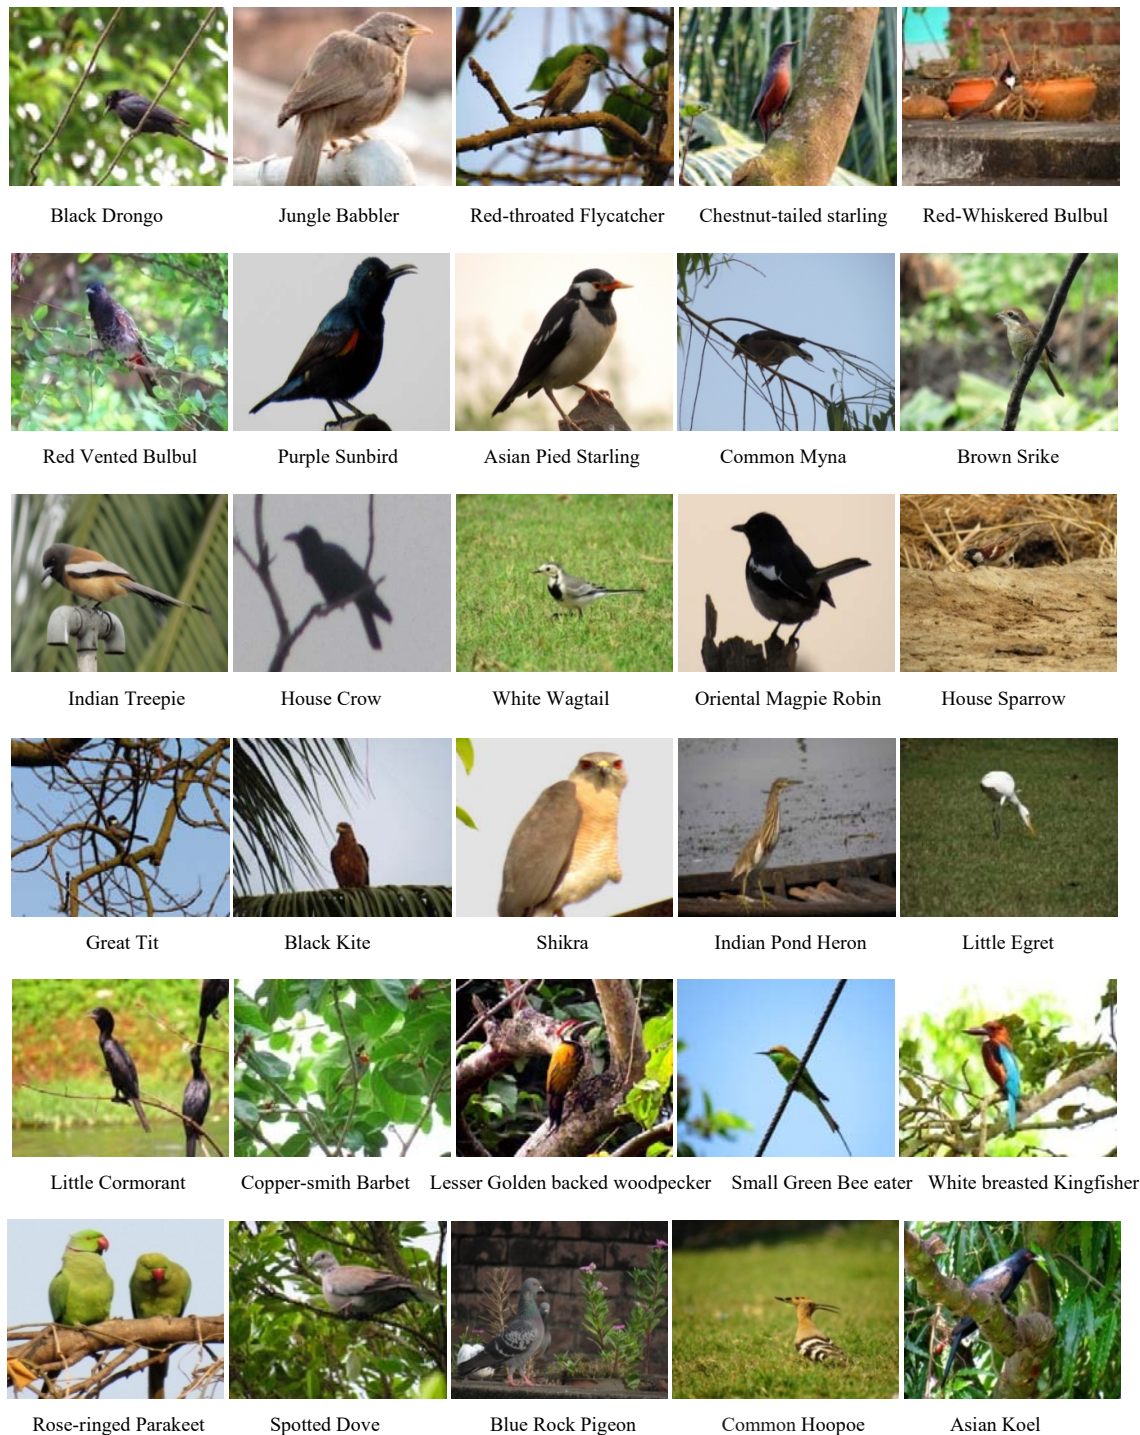 Black Drongo Jungle Babbler Red-throated Flycatcher Chestnut-tailed starling Red-Whiskered Bulbul
Red Vented Bulbul Purple Sunbird Asian Pied Starling Common Myna Brown Srike
Indian Treepie House Crow White Wagtail Oriental Magpie Robin House Sparrow
Great Tit Black Kite Shikra Indian Pond Heron Little Egret
Little Cormorant Copper-smith Barbet Lesser Golden backed woodpecker Small Green Bee eater White breasted Kingfisher
Rose-ringed Parakeet Spotted Dove Blue Rock Pigeon Common Hoopoe Asian Koel